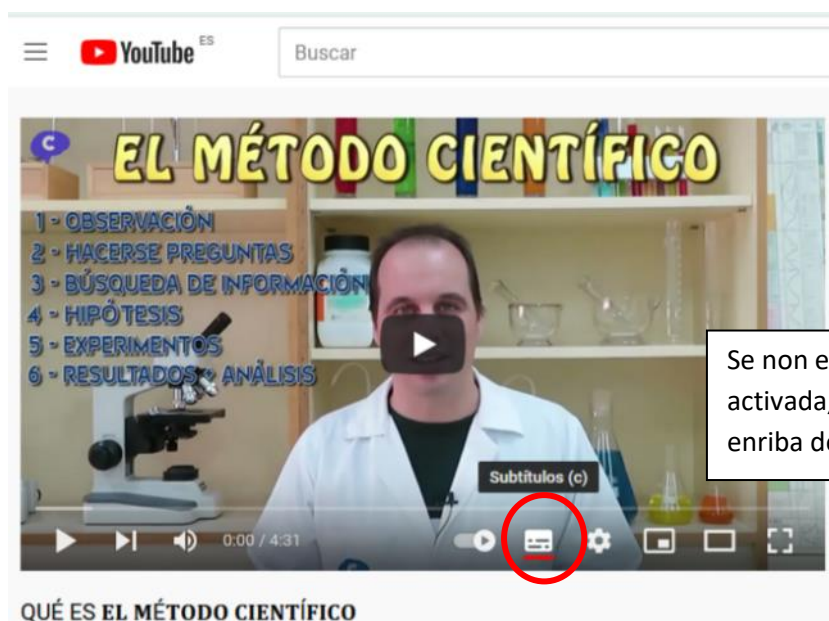 YouTube ES
Buscar
C
EL MÉTODO CIENTÍFICO
1 - OBSERVACIÓN
2 - HACERSE PREGUNTAS
3 - BÚSQUEDA DE INFORMACIÓN
4 - HIPÓTESIS
5 - EXPERIMENTOS
6 - RESULTADOS + ANÁLISIS
Se non e
activada,
enriba d
Subtítulos (c)
0:00 / 4:31
QUÉ ES EL MÉTODO CIENTÍFICO